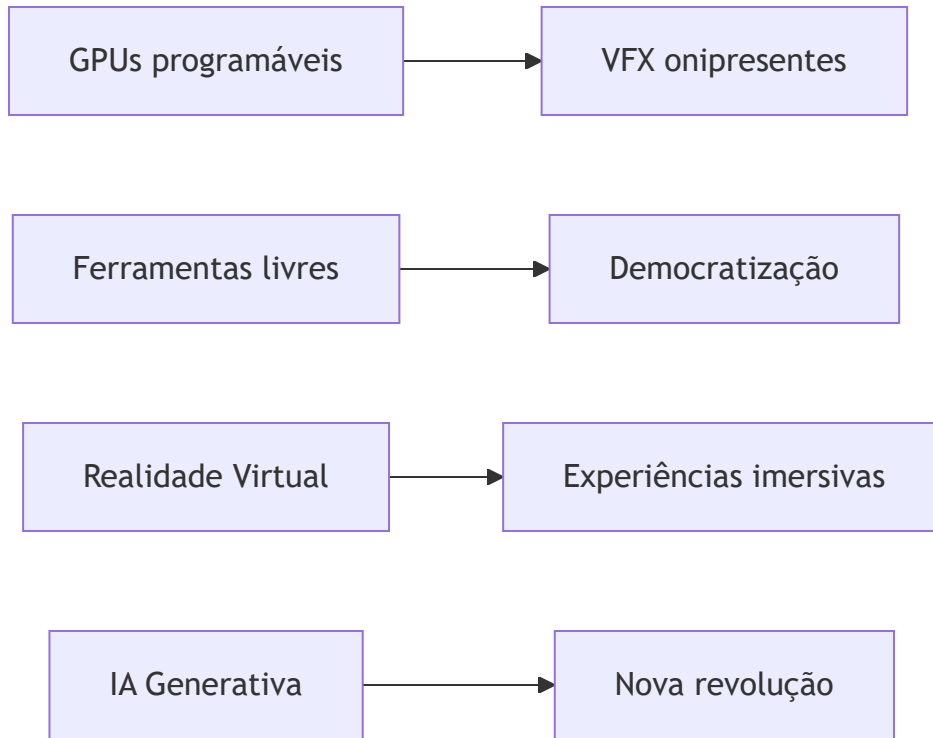 GPUs programáveis
VFX onipresentes
Ferramentas livres
Democratização
Realidade Virtual
Experiências imersivas
IA Generativa
Nova revolução